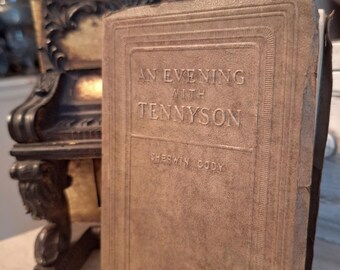 AN EVENING
WITH
TENNYSON
SHERWIN CODY